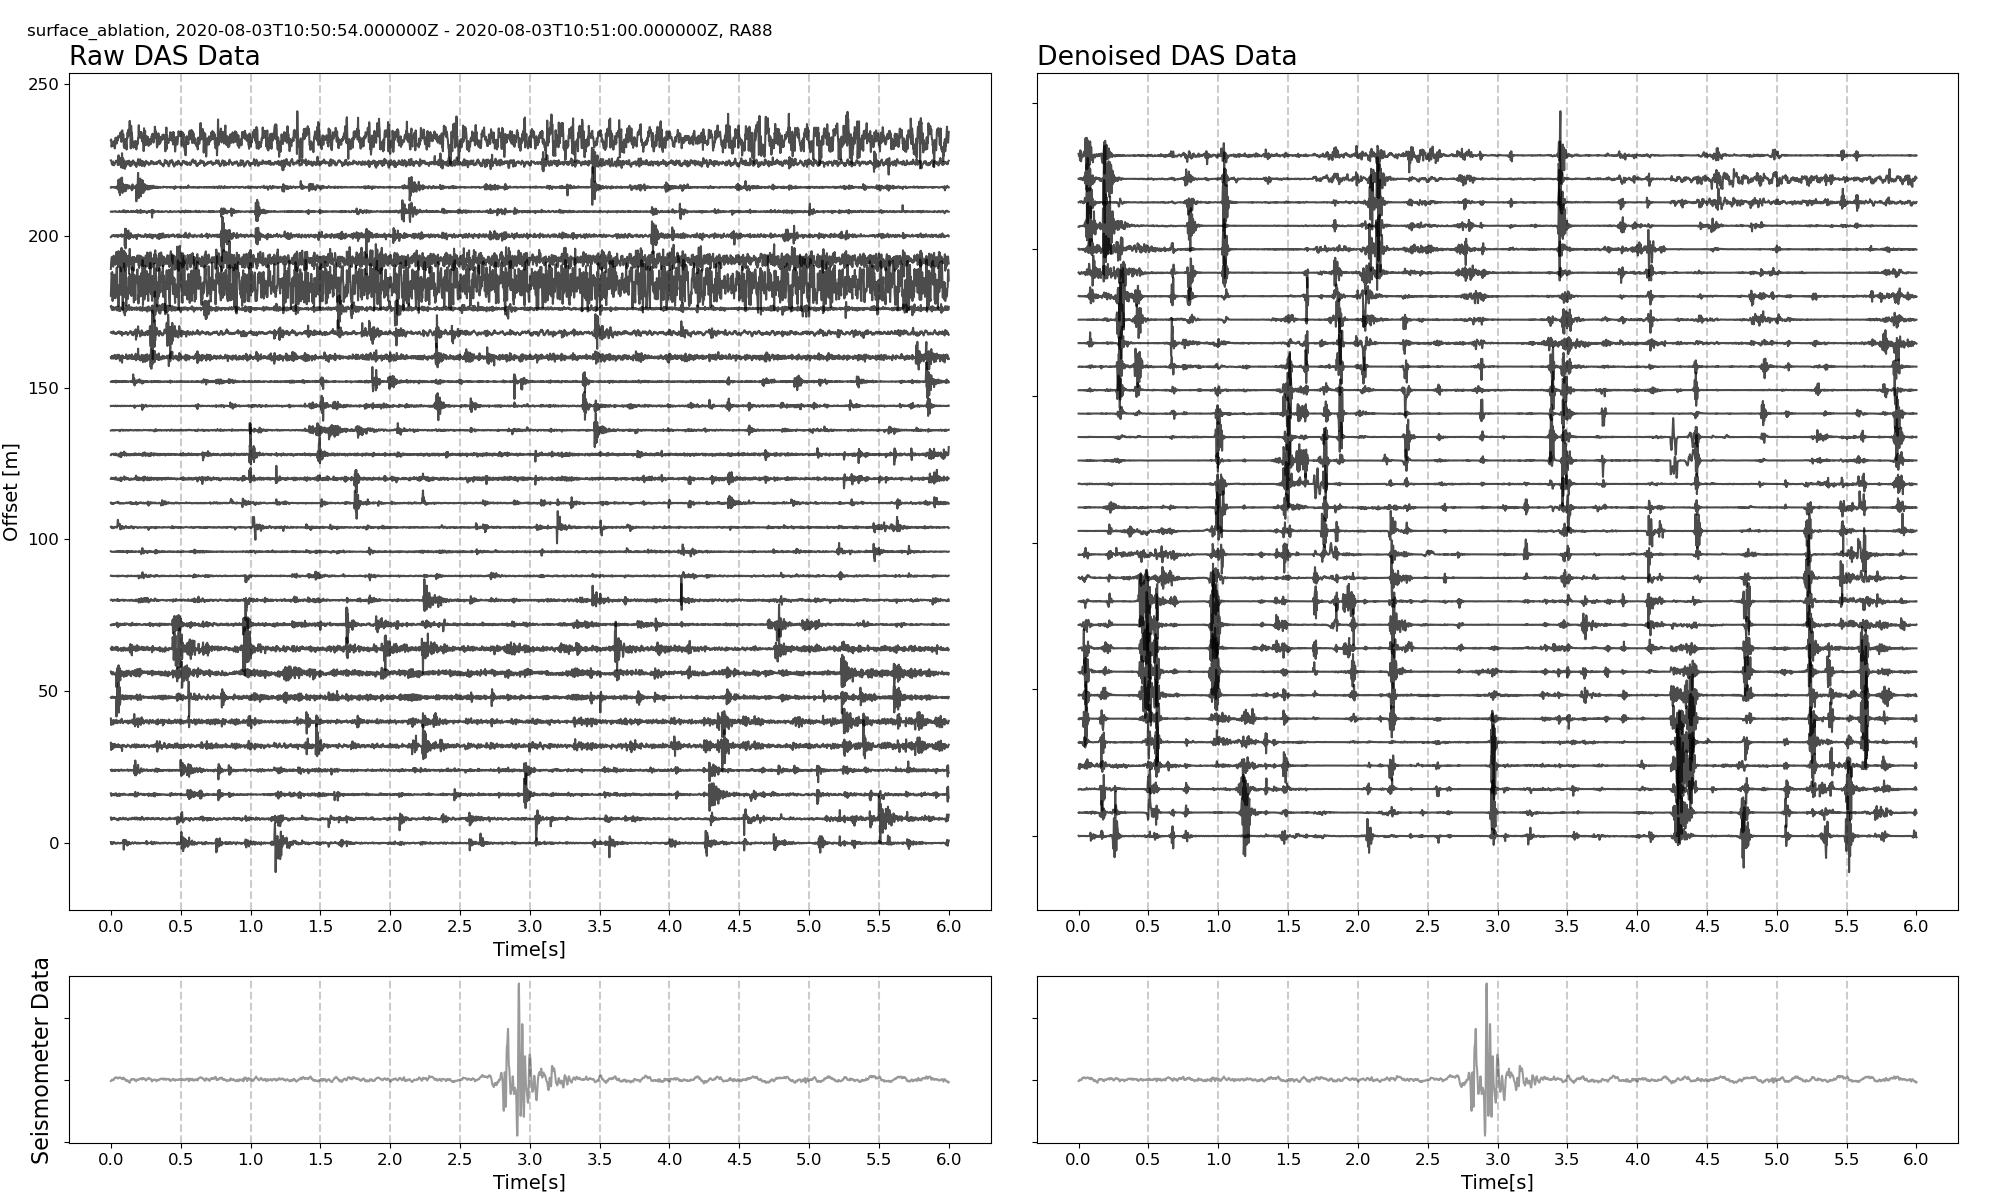 surface_ablation, 2020-08-03T10:50:54.000000Z - 2020-08-03T10:51:00.000000Z, RA88
Raw DAS Data
Denoised DAS Data
250
200
150
100
50
0
Offset [m]
0.0 0.5 1.0 1.5 2.0 2.5 3.0 3.5 4.0 4.5 5.0 5.5 6.0
Time[s]
0.0 0.5 1.0 1.5 2.0 2.5 3.0 3.5 4.0 4.5 5.0 5.5 6.0
Seismometer Data
0.0 0.5 1.0 1.5 2.0 2.5 3.0 3.5 4.0 4.5 5.0 5.5 6.0
Time[s]
0.0 0.5 1.0 1.5 2.0 2.5 3.0 3.5 4.0 4.5 5.0 5.5 6.0
Time[s]